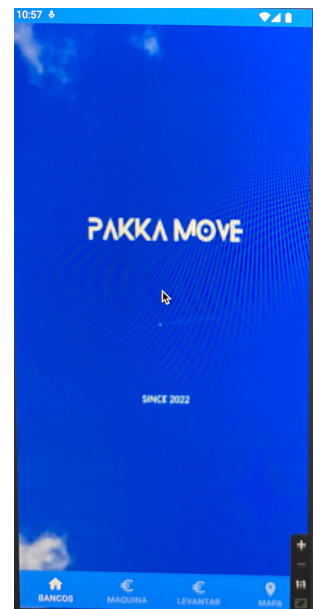 10:57
PAKKA MOVE
SINCE 2022
BANCOS
MAQUINA
LEVANTAR
MAPA
1:1